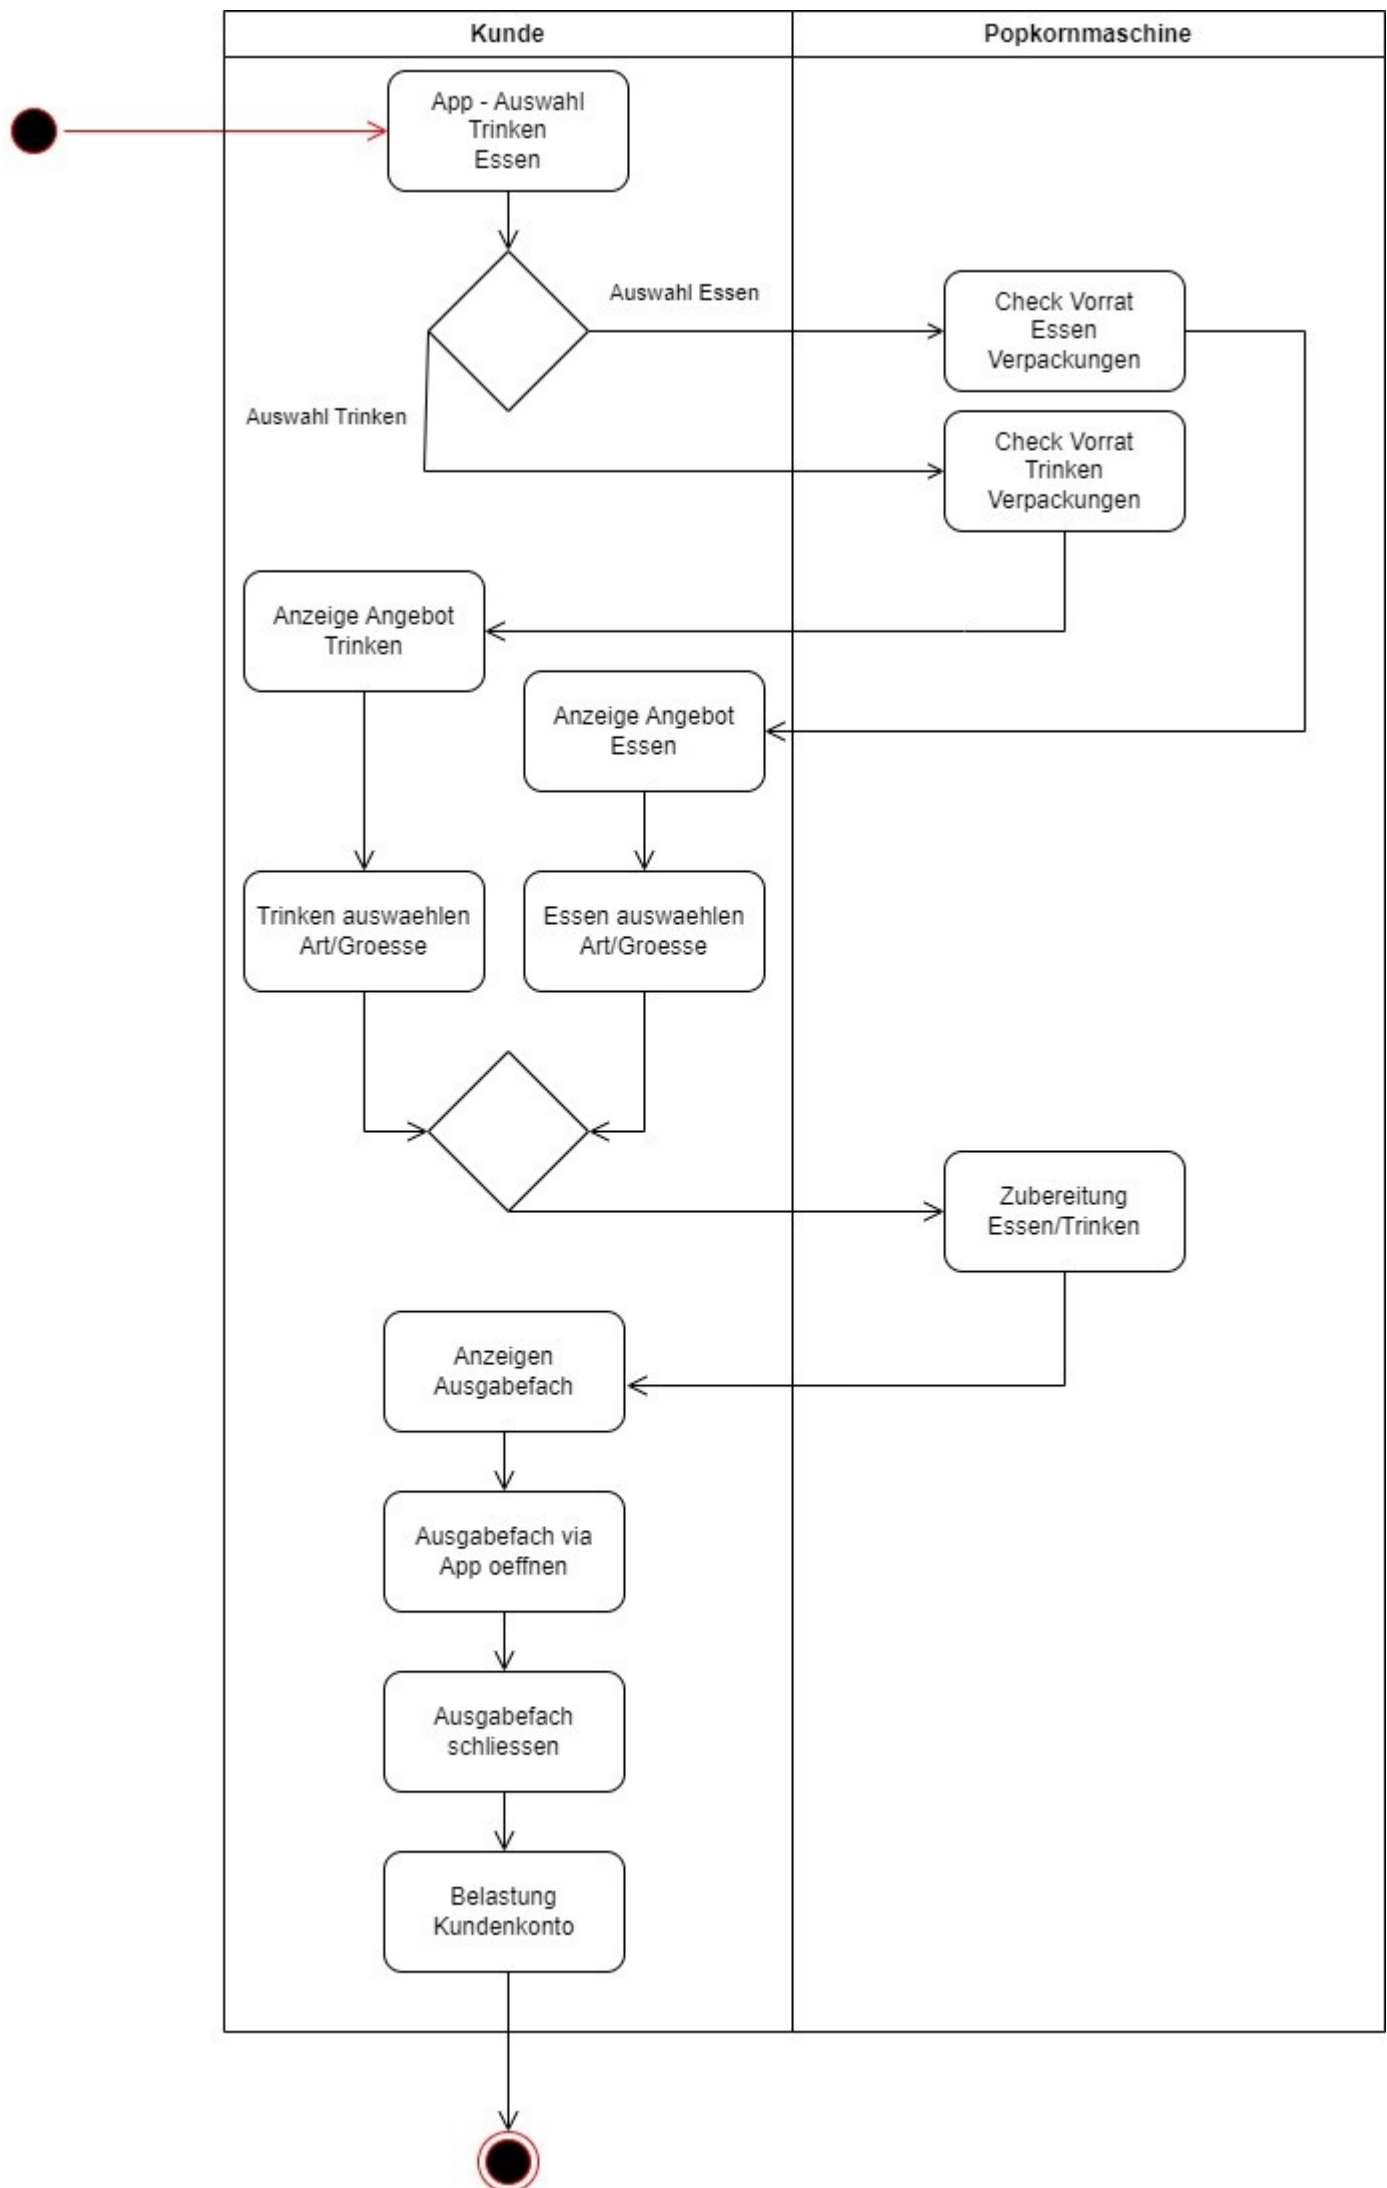 Kunde
Popkornmaschine
App - Auswahl
Trinken
Essen
Auswahl Essen
Check Vorrat
Essen
Verpackungen
Auswahl Trinken
Check Vorrat
Trinken
Verpackungen
Anzeige Angebot
Trinken
Anzeige Angebot
Essen
Trinken auswaehlen
Art/Groesse
Essen auswaehlen
Art/Groesse
Zubereitung
Essen/Trinken
Anzeigen
Ausgabefach
Ausgabefach via
App oeffnen
Ausgabefach
schliessen
Belastung
Kundenkonto